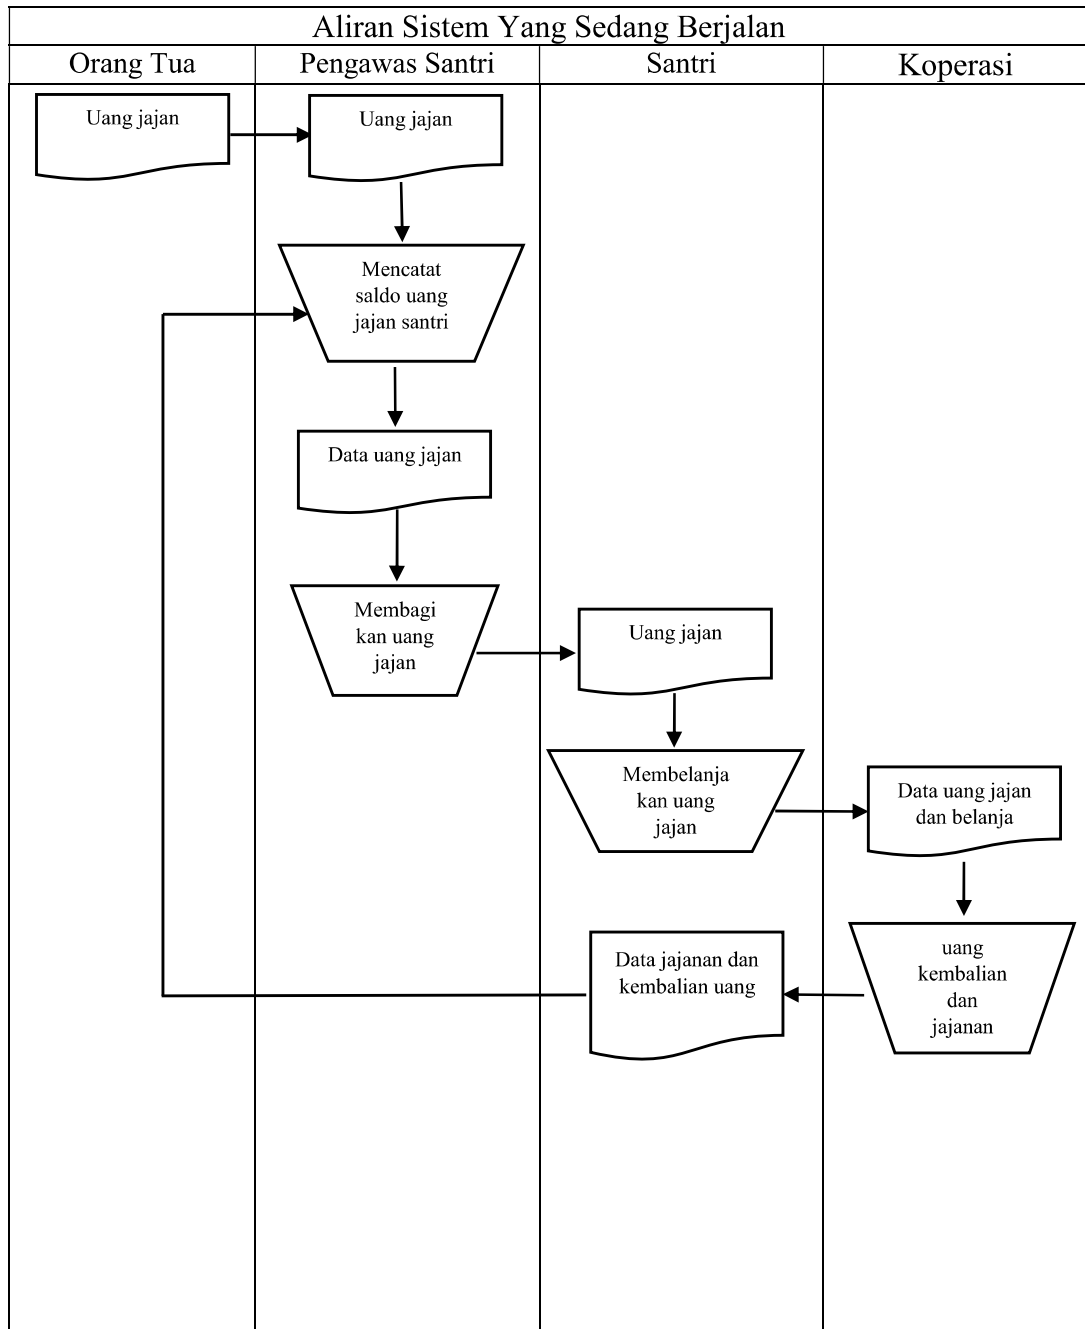 Aliran Sistem Yang Sedang Berjalan
Orang Tua
Pengawas Santri
Santri
Koperasi
Uang jajan
Uang jajan
Mencatat
saldo uang
jajan santri
Data uang jajan
Membagi
kan uang
jajan
Uang jajan
Membelanja
kan uang
jajan
Data uang jajan
dan belanja
uang
kembalian
dan
jajanan
Data jajanan dan
kembalian uang